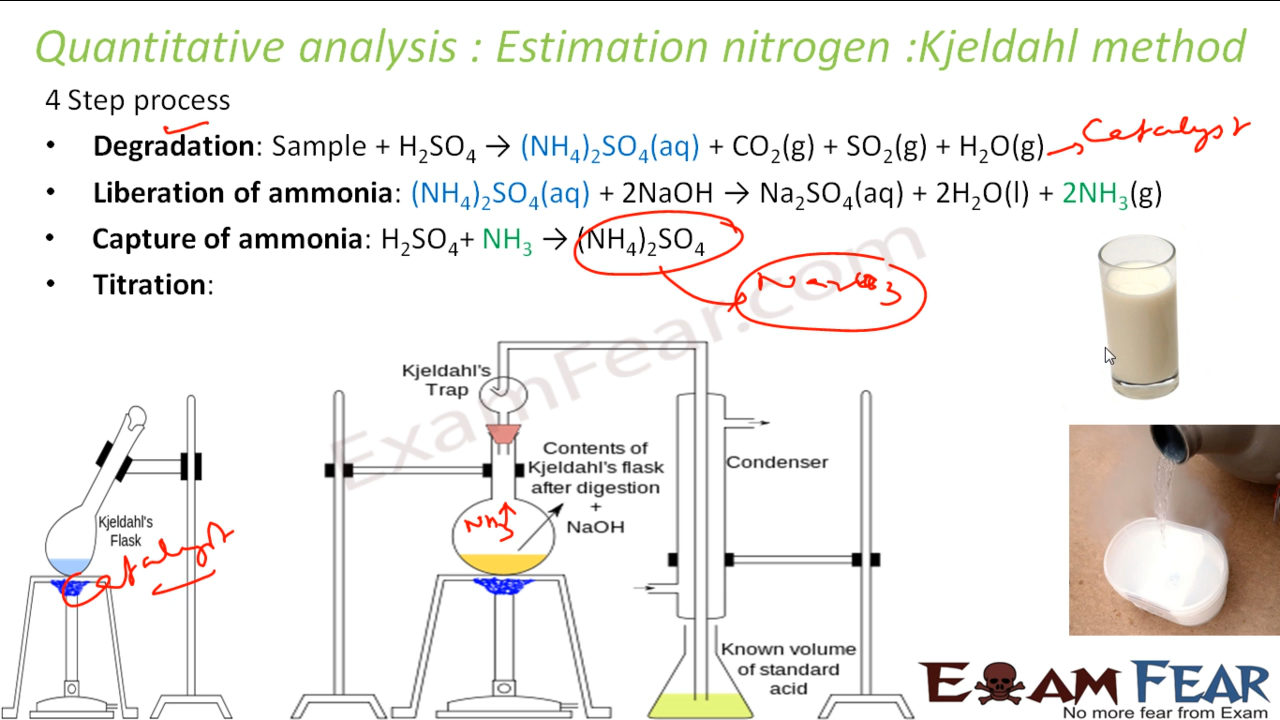 Quantitative analysis : Estimation nitrogen :Kjeldahl method
4 Step process
• Degradation: Sample + H₂SO₄ → (NH₄)₂SO₄(aq) + CO₂(g) + SO₂(g) + H₂O(g) → Catalyst
• Liberation of ammonia: (NH₄)₂SO₄(aq) + 2NaOH → Na₂SO₄(aq) + 2H₂O(l) + 2NH₃(g)
• Capture of ammonia: H₂SO₄+ NH₃ → (NH₄)₂SO₄
• Titration:
ExamFear.com
Kjeldahl's
Trap
Contents of
Kjeldahl's flask
after digestion
+
NaOH
Condenser
Kjeldahl's
Flask
Catalyst
NH₃↑
Known volume
of standard
acid
EXAM FEAR
No more fear from Exam